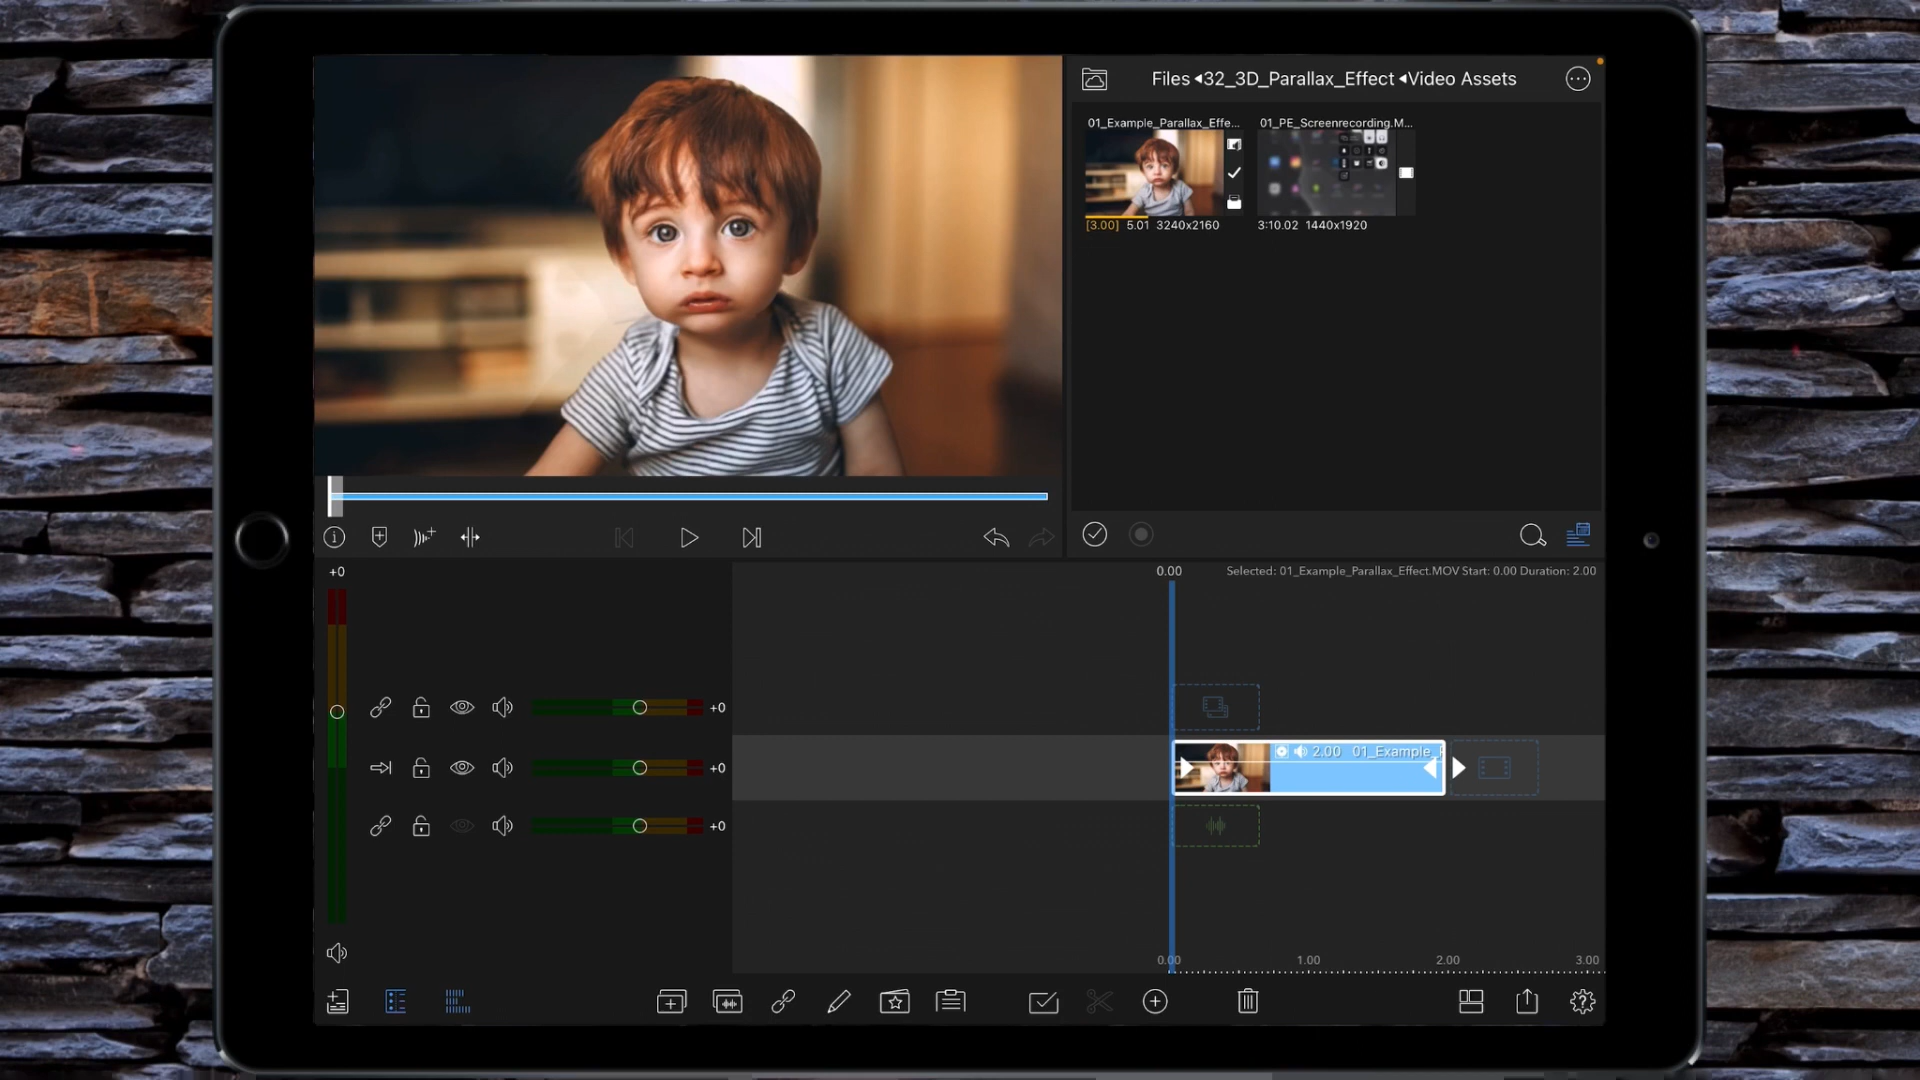 Files ◂32_3D_Parallax_Effect ◂Video Assets
01_Example_Parallax_Effe...
01_PE_Screenrecording.M...
[3.00] 5.01 3240x2160
3:10.02 1440x1920
+0
0.00
Selected: 01_Example_Parallax_Effect.MOV Start: 0.00 Duration: 2.00
+0
2.00 01_Example_P
+0
+0
0.00
1.00
2.00
3.00